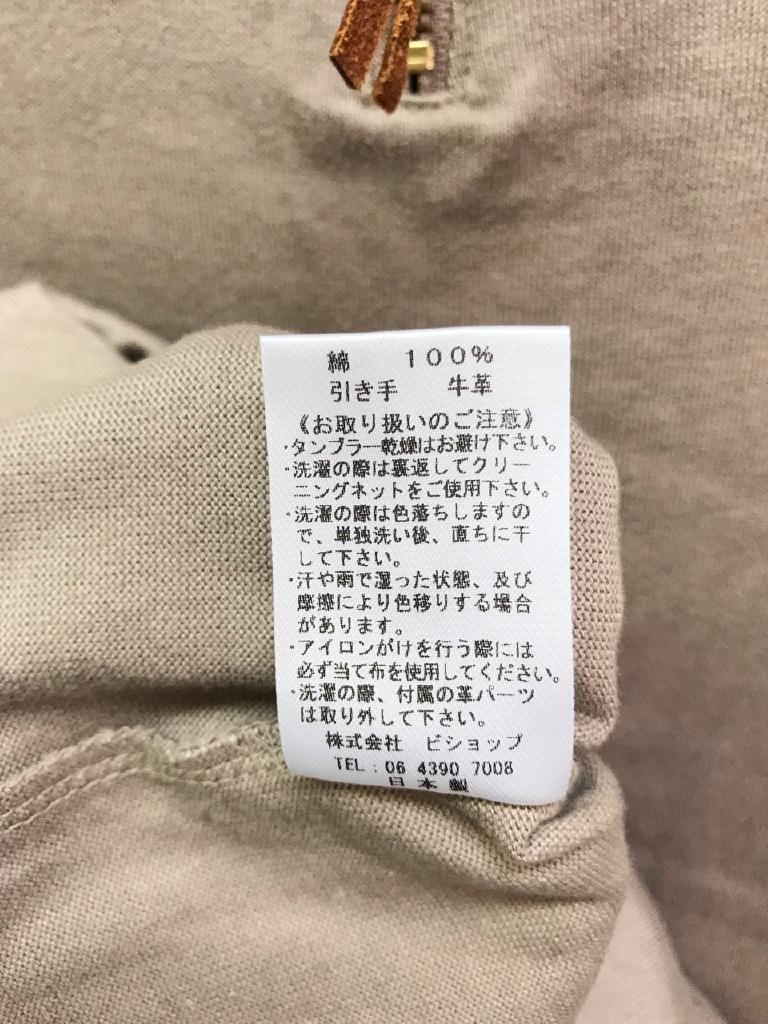 綿 100%
引き手 牛革
《お取り扱いのご注意》
・タンブラー乾燥はお避け下さい。
・洗濯の際は裏返してクリー
ニングネットをご使用下さい。
・洗濯の際は色落ちしますの
で、単独洗い後、直ちに干
して下さい。
・汗や雨で湿った状態、及び
摩擦により色移りする場合
があります。
・アイロンがけを行う際には
必ず当て布を使用してください。
・洗濯の際、付属の革パーツ
は取り外して下さい。
株式会社 ビショップ
TEL:06 4390 7008
日本製